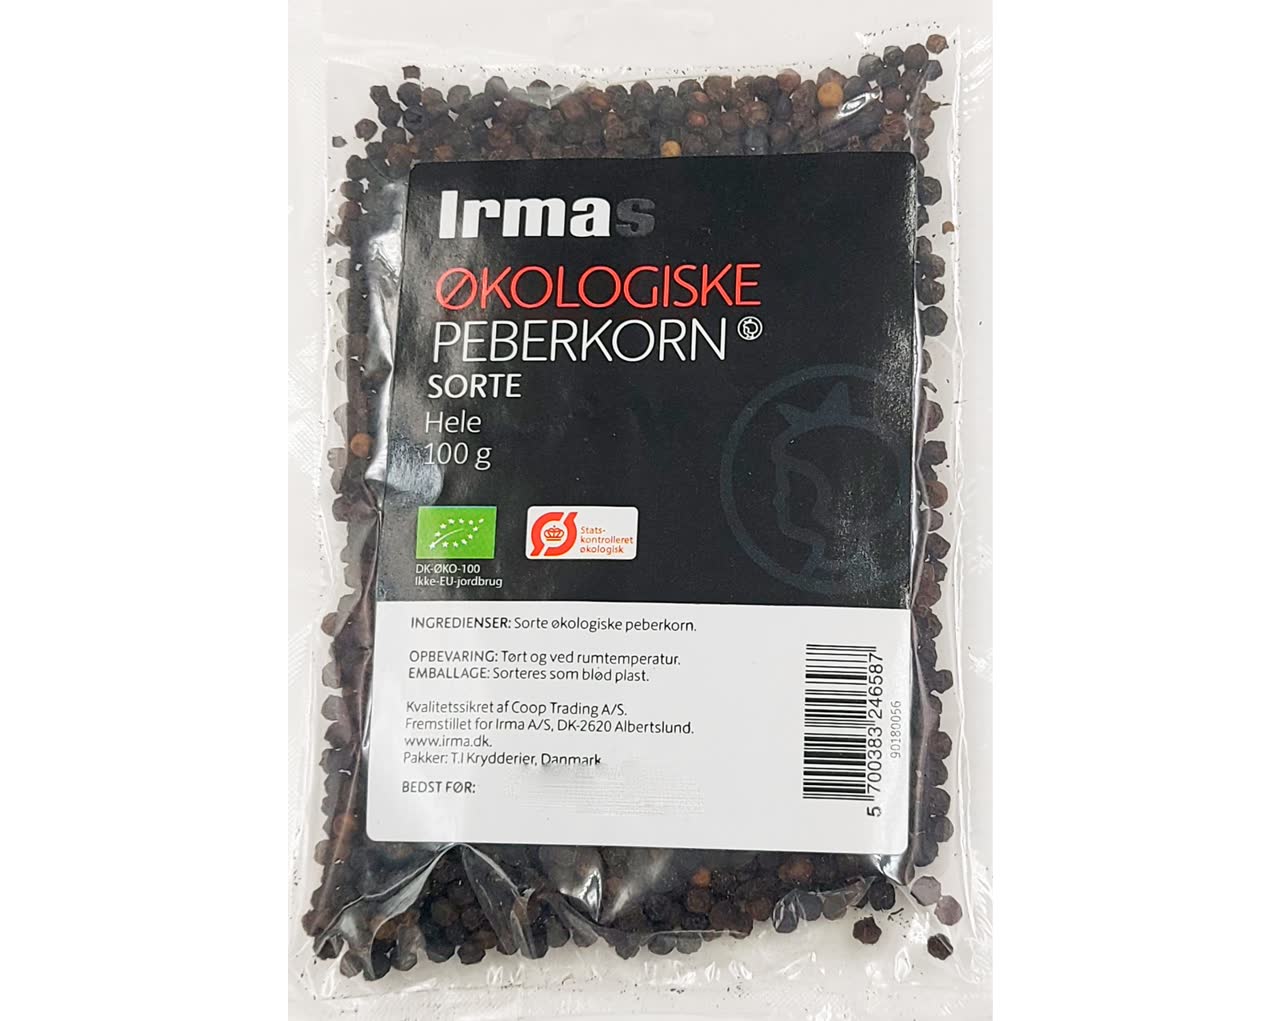 Irmas
ØKOLOGISKE
PEBERKORN
SORTE
Hele
100 g
Stats-
kontrolleret
økologisk
DK-ØKO-100
Ikke-EU-jordbrug
INGREDIENSER: Sorte økologiske peberkorn.
OPBEVARING: Tørt og ved rumtemperatur.
EMBALLAGE: Sorteres som blød plast.
Kvalitetssikret af Coop Trading A/S.
Fremstillet for Irma A/S, DK-2620 Albertslund.
www.irma.dk.
Pakker: T.I Krydderier, Danmark
BEDST FØR:
5 700383 246587
90180056